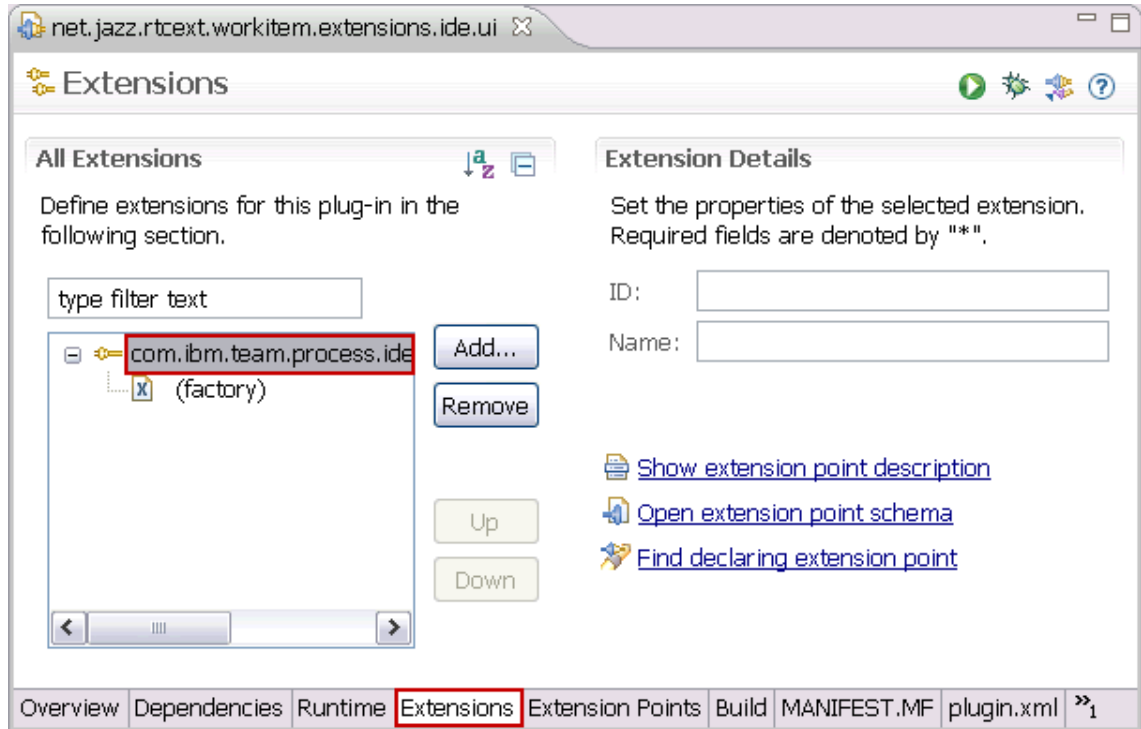 net.jazz.rtcext.workitem.extensions.ide.ui
Extensions
All Extensions
Define extensions for this plug-in in the
following section.
type filter text
com.ibm.team.process.ide
(factory)
Add...
Remove
Up
Down
Extension Details
Set the properties of the selected extension.
Required fields are denoted by "*".
ID:
Name:
Show extension point description
Open extension point schema
Find declaring extension point
Overview Dependencies Runtime Extensions Extension Points Build MANIFEST.MF plugin.xml »1